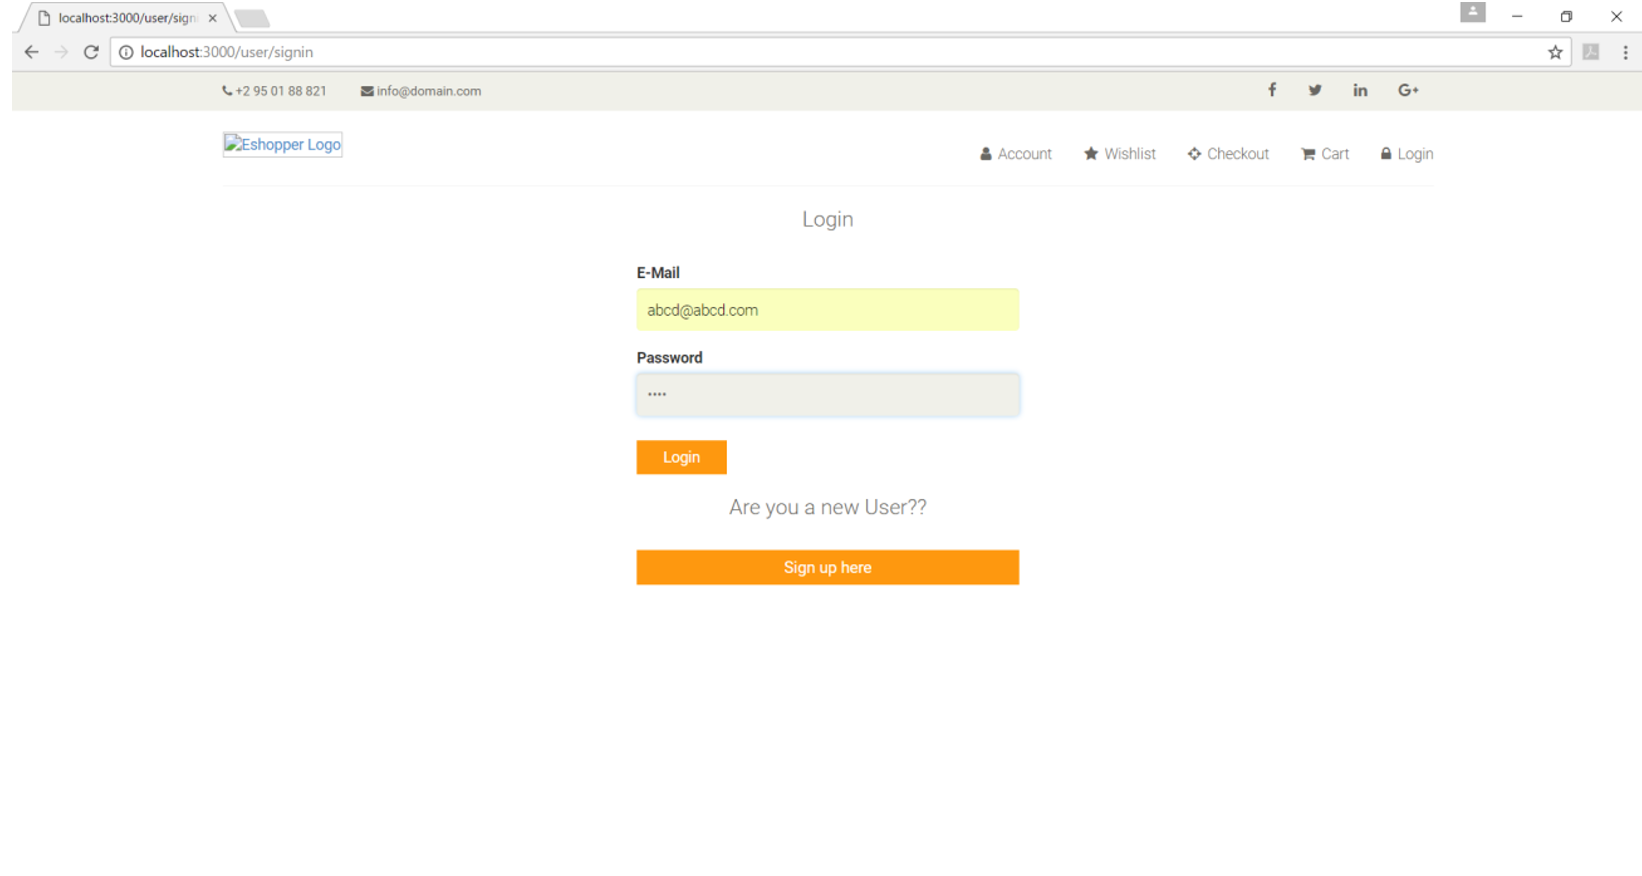 localhost:3000/user/sign
localhost:3000/user/signin
+2 95 01 88 821 info@domain.com
Eshopper Logo
Account Wishlist Checkout Cart Login
Login
E-Mail
abcd@abcd.com
Password
····
Login
Are you a new User??
Sign up here